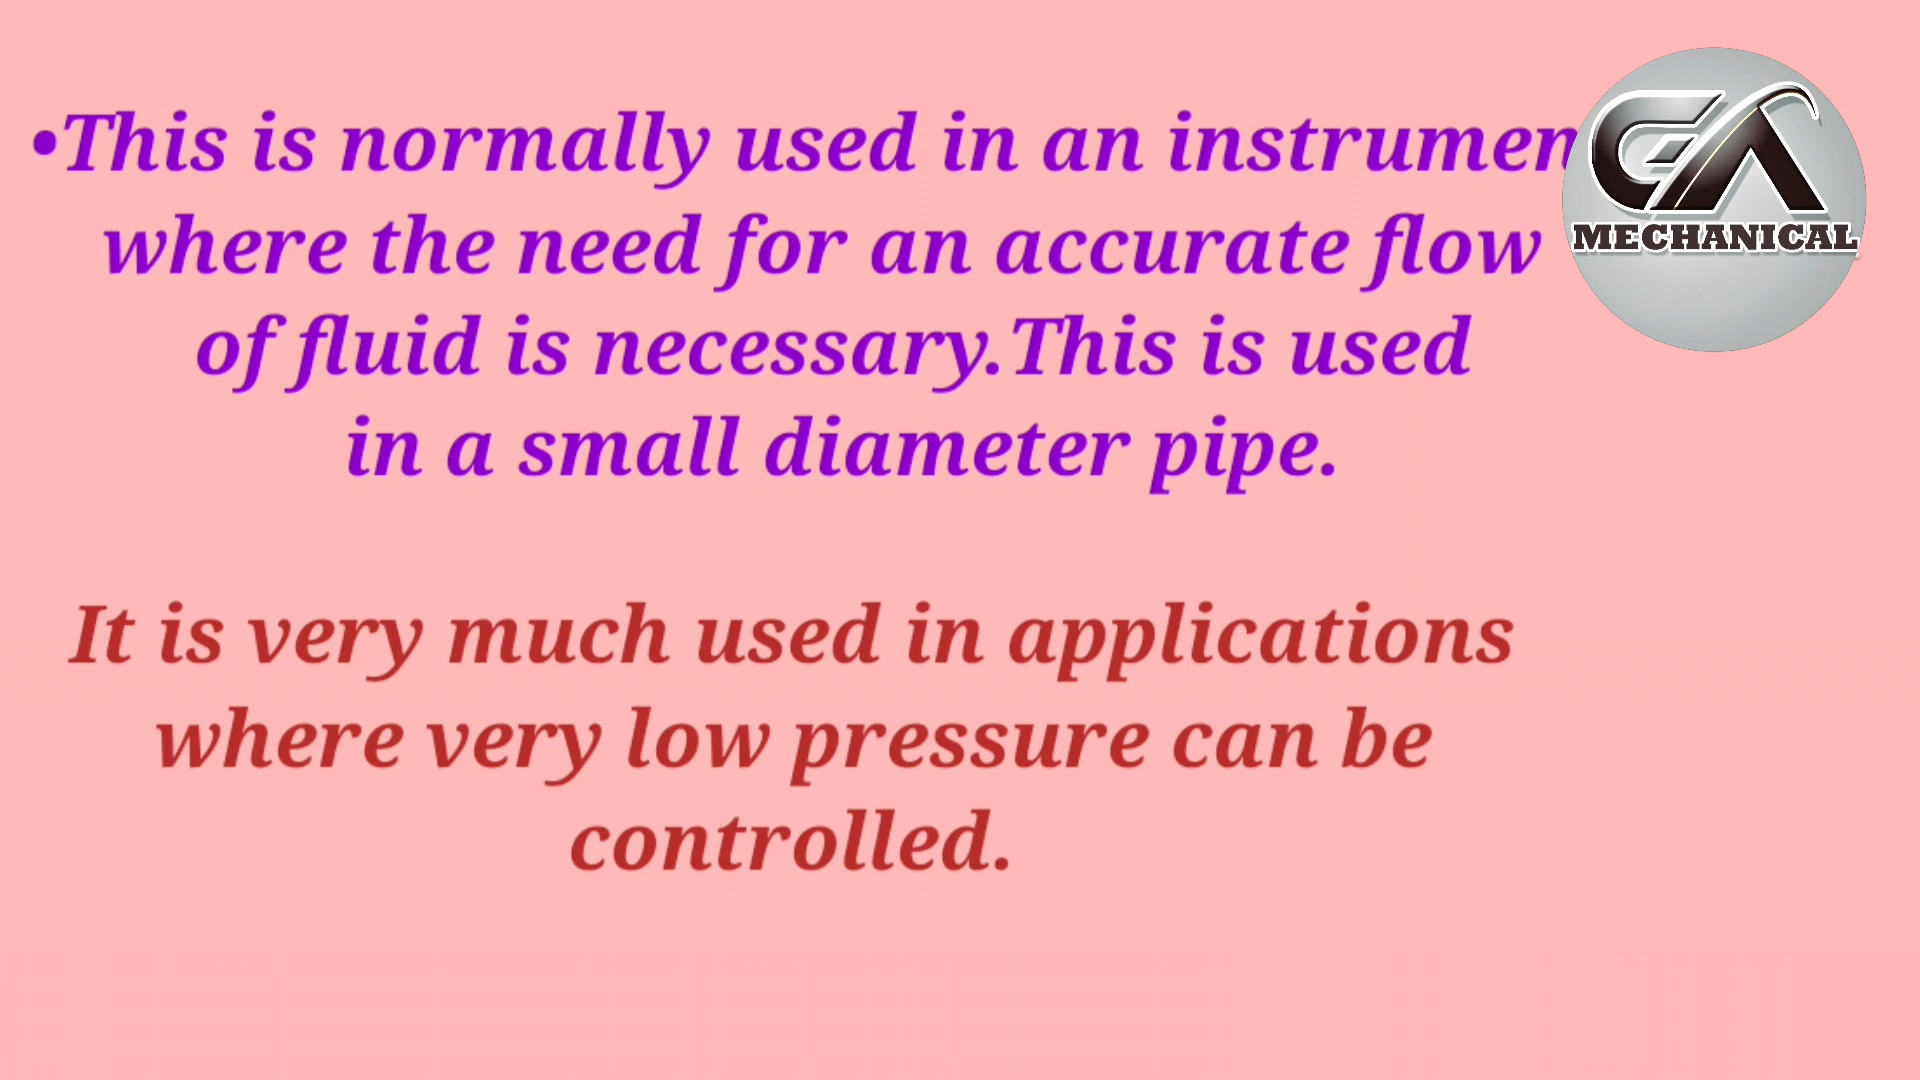 •This is normally used in an instrumen
where the need for an accurate flow
of fluid is necessary.This is used
in a small diameter pipe.
It is very much used in applications
where very low pressure can be
controlled.
GA
MECHANICAL